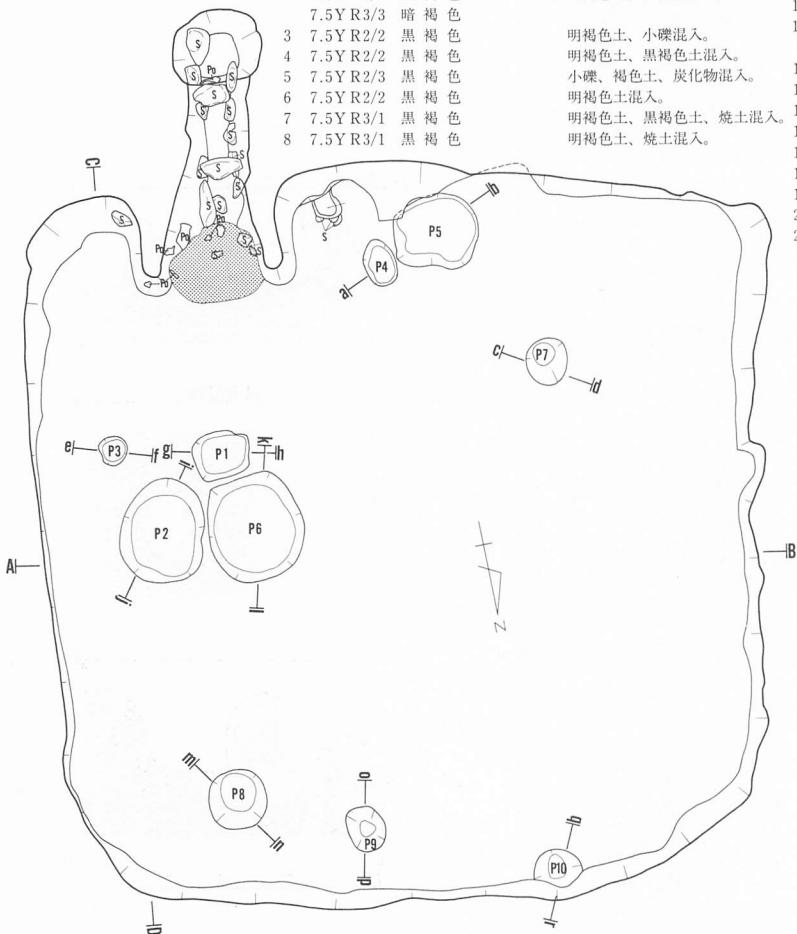 7.5YR3/3 暗褐色
3 7.5YR2/2 黒褐色 明褐色土、小礫混入。
4 7.5YR2/2 黒褐色 明褐色土、黒褐色土混入。
5 7.5YR2/3 黒褐色 小礫、褐色土、炭化物混入。
6 7.5YR2/2 黒褐色 明褐色土混入。
7 7.5YR3/1 黒褐色 明褐色土、黒褐色土、焼土混入。
8 7.5YR3/1 黒褐色 明褐色土、焼土混入。
S
Po
S S
S
S
S
S
S
S
S
S S
Po
Po S
Po S S
Po
C
S
S
P5 b
P4
a
c P7 d
e P3 f g P1 h
k
i
P2 P6
A B
j l
N
m o
P8 q
n P9
p P10
D r